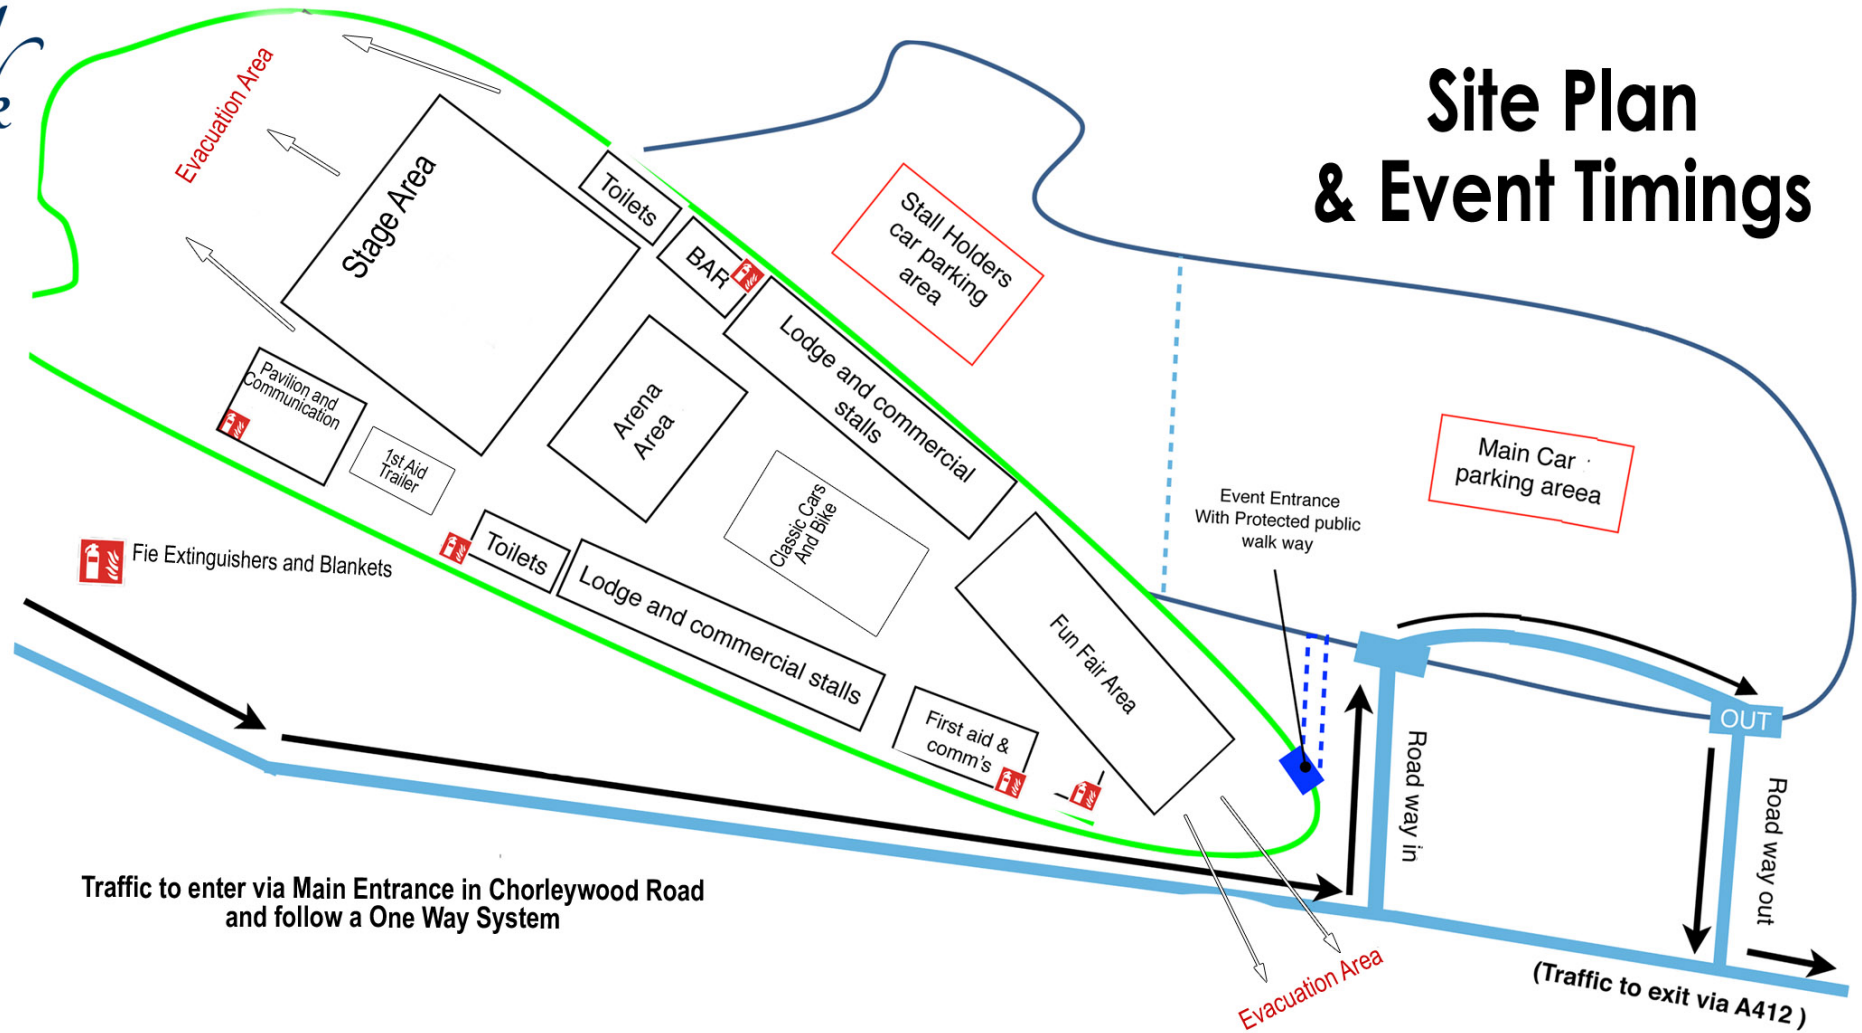 Site Plan
& Event Timings
Evacuation Area
Stage Area
Toilets
BAR
Stall Holders
car parking
area
Lodge and commercial
stalls
Arena
Area
Pavilion and
Communication
1st Aid
Trailer
Classic Cars
And Bike
Main Car
parking areea
Event Entrance
With Protected public
walk way
Fie Extinguishers and Blankets
Toilets
Lodge and commercial stalls
Fun Fair Area
First aid &
comm's
OUT
Road way in
Road way out
Traffic to enter via Main Entrance in Chorleywood Road
and follow a One Way System
Evacuation Area
(Traffic to exit via A412 )